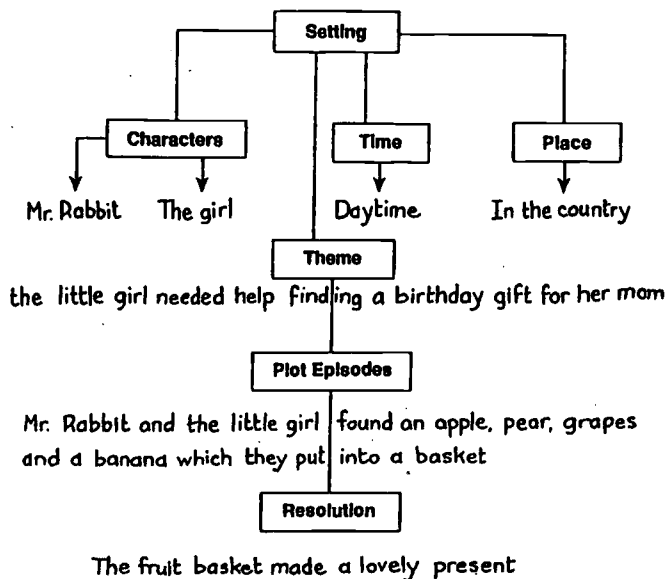 Setting
Characters Time Place
Mr. Rabbit The girl Daytime In the country
Theme
the little girl needed help finding a birthday gift for her mom
Plot Episodes
Mr. Rabbit and the little girl found an apple, pear, grapes
and a banana which they put into a basket
Resolution
The fruit basket made a lovely present